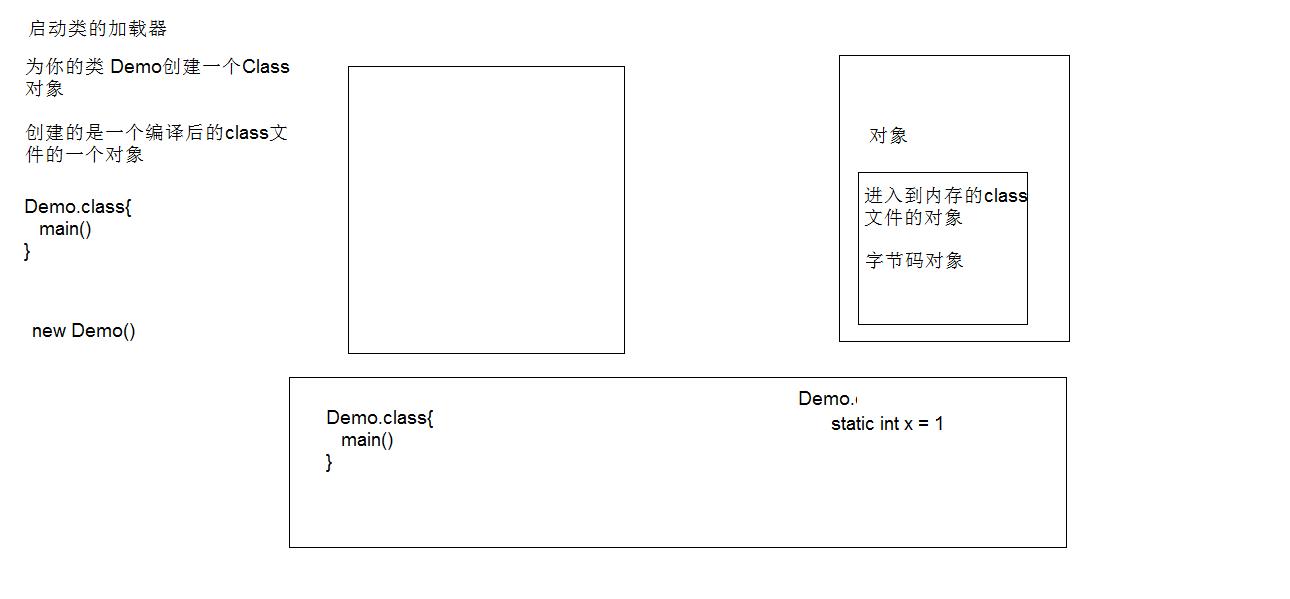 启动类的加载器
为你的类 Demo创建一个Class
对象
创建的是一个编译后的class文
件的一个对象
Demo.class{
main()
}
new Demo()
对象
进入到内存的class
文件的对象
字节码对象
Demo.class{
main()
}
Demo.
static int x = 1